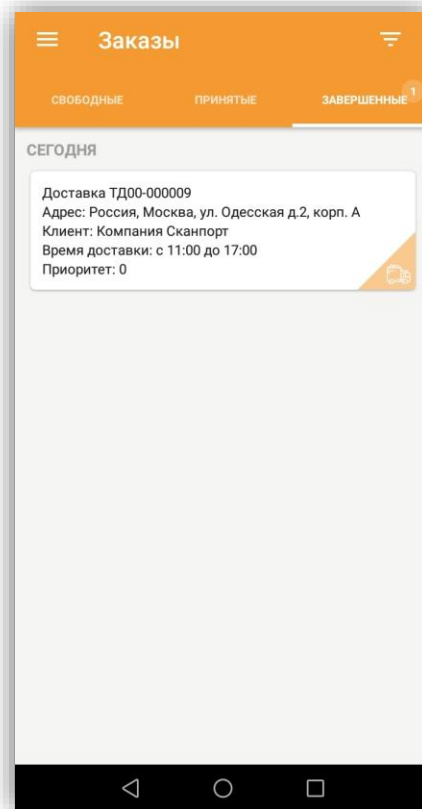 Заказы
СВОБОДНЫЕ ПРИНЯТЫЕ ЗАВЕРШЕННЫЕ 1
СЕГОДНЯ
Доставка ТД00-000009
Адрес: Россия, Москва, ул. Одесская д.2, корп. А
Клиент: Компания Сканпорт
Время доставки: с 11:00 до 17:00
Приоритет: 0